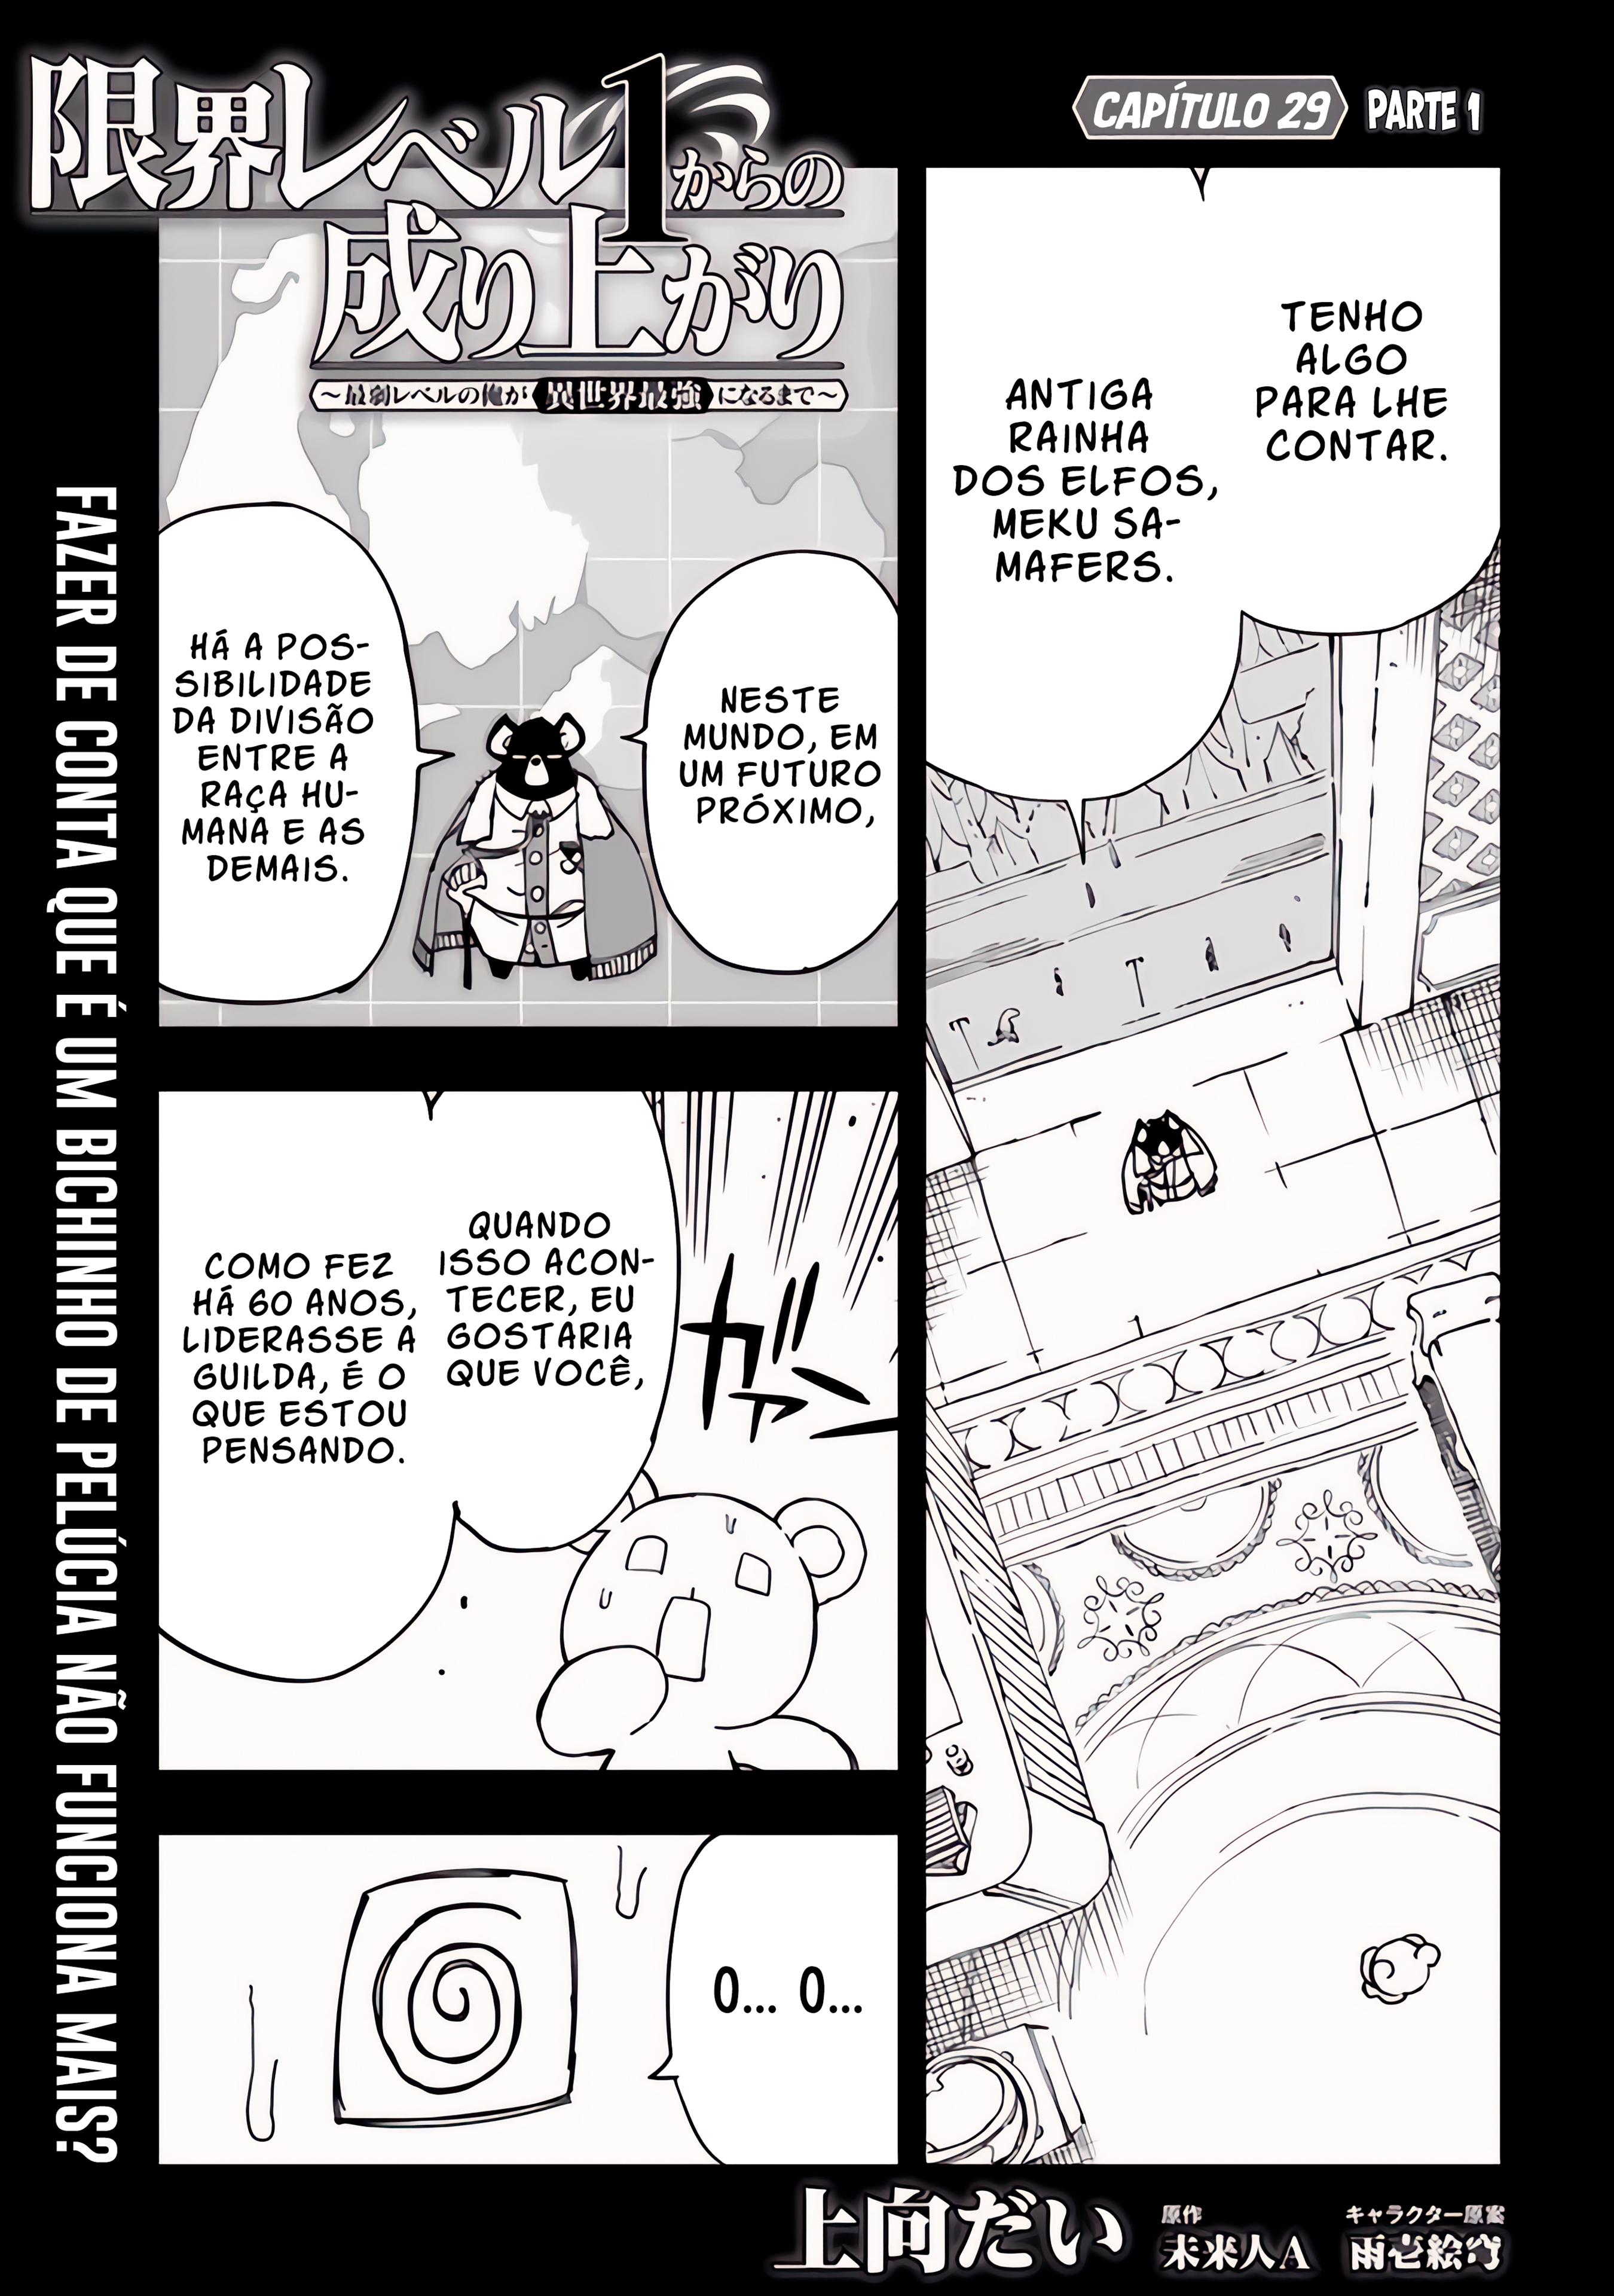 限界レベル1からの
成り上がり
～最弱レベルの俺が異世界最強になるまで～
CAPÍTULO 29 PARTE 1
TENHO
ALGO
PARA LHE
CONTAR.
ANTIGA
RAINHA
DOS ELFOS,
MEKU SA-
MAFERS.
NESTE
MUNDO, EM
UM FUTURO
PRÓXIMO,
HÁ A POS-
SIBILIDADE
DA DIVISÃO
ENTRE A
RAÇA HU-
MANA E AS
DEMAIS.
QUANDO
ISSO ACON-
TECER, EU
GOSTARIA
QUE VOCÊ,
COMO FEZ
HÁ 60 ANOS,
LIDERASSE A
GUILDA, É O
QUE ESTOU
PENSANDO.
ガァーン
O... O...
FAZER DE CONTA QUE É UM BICHINHO DE PELÚCIA NÃO FUNCIONA MAIS?
上向だい
原作
未来人A
キャラクター原案
雨壱絵穹